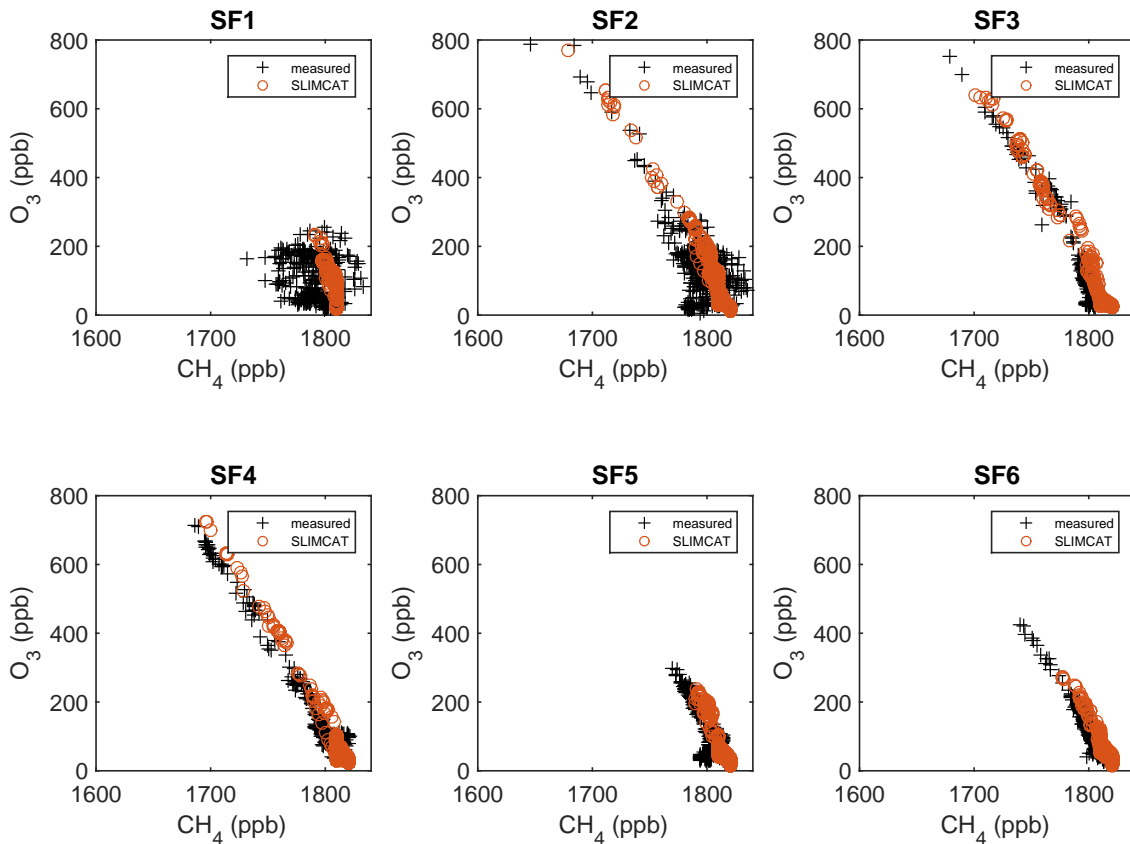 SF1
800
600
400
200
0
O3 (ppb)
1600
1700
1800
CH4 (ppb)
measured
SLIMCAT
SF2
800
600
400
200
0
O3 (ppb)
1600
1700
1800
CH4 (ppb)
measured
SLIMCAT
SF3
800
600
400
200
0
O3 (ppb)
1600
1700
1800
CH4 (ppb)
measured
SLIMCAT
SF4
800
600
400
200
0
O3 (ppb)
1600
1700
1800
CH4 (ppb)
measured
SLIMCAT
SF5
800
600
400
200
0
O3 (ppb)
1600
1700
1800
CH4 (ppb)
measured
SLIMCAT
SF6
800
600
400
200
0
O3 (ppb)
1600
1700
1800
CH4 (ppb)
measured
SLIMCAT